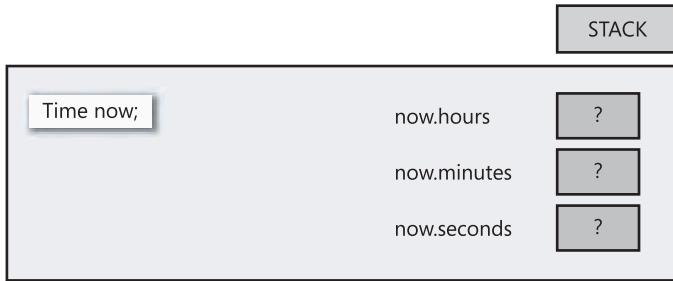 STACK
Time now;
now.hours ?
now.minutes ?
now.seconds ?